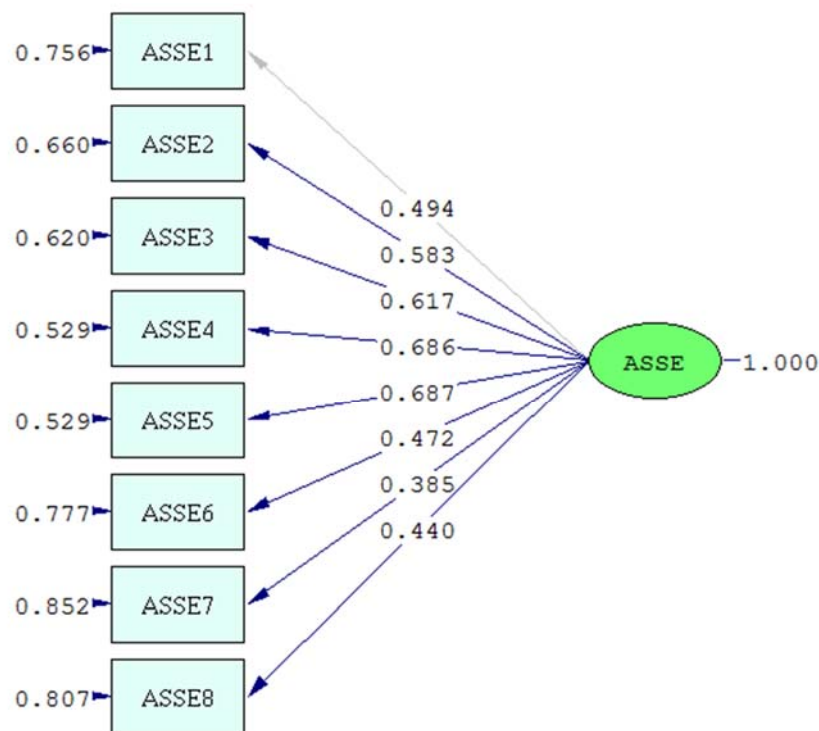 0.756 ASSE1
0.660 ASSE2
0.494
0.583
0.620 ASSE3
0.617
0.529 ASSE4
0.686
ASSE 1.000
0.687
0.529 ASSE5
0.472
0.385
0.777 ASSE6
0.440
0.852 ASSE7
0.807 ASSE8